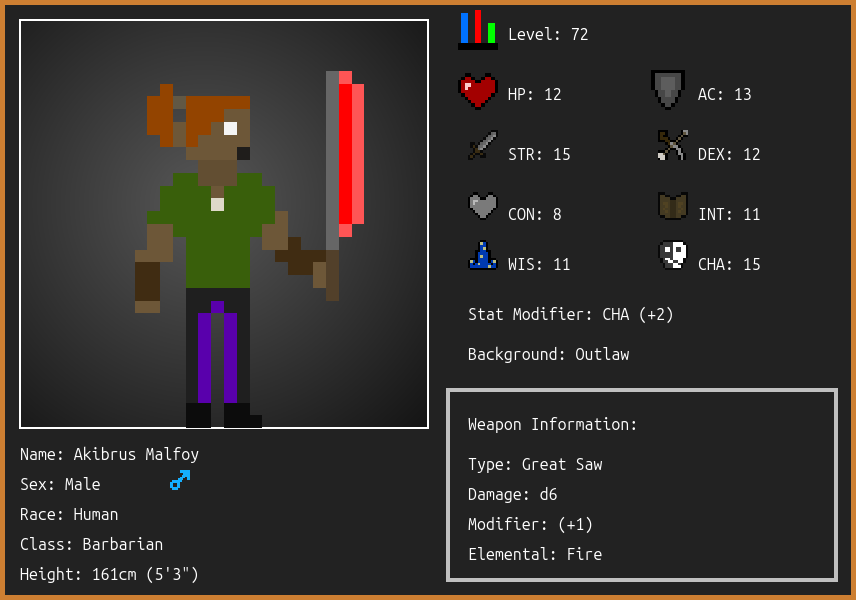 Level: 72
HP: 12
AC: 13
STR: 15
DEX: 12
CON: 8
INT: 11
WIS: 11
CHA: 15
Stat Modifier: CHA (+2)
Background: Outlaw
Weapon Information:
Type: Great Saw
Damage: d6
Modifier: (+1)
Elemental: Fire
Name: Akibrus Malfoy
Sex: Male
Race: Human
Class: Barbarian
Height: 161cm (5'3")